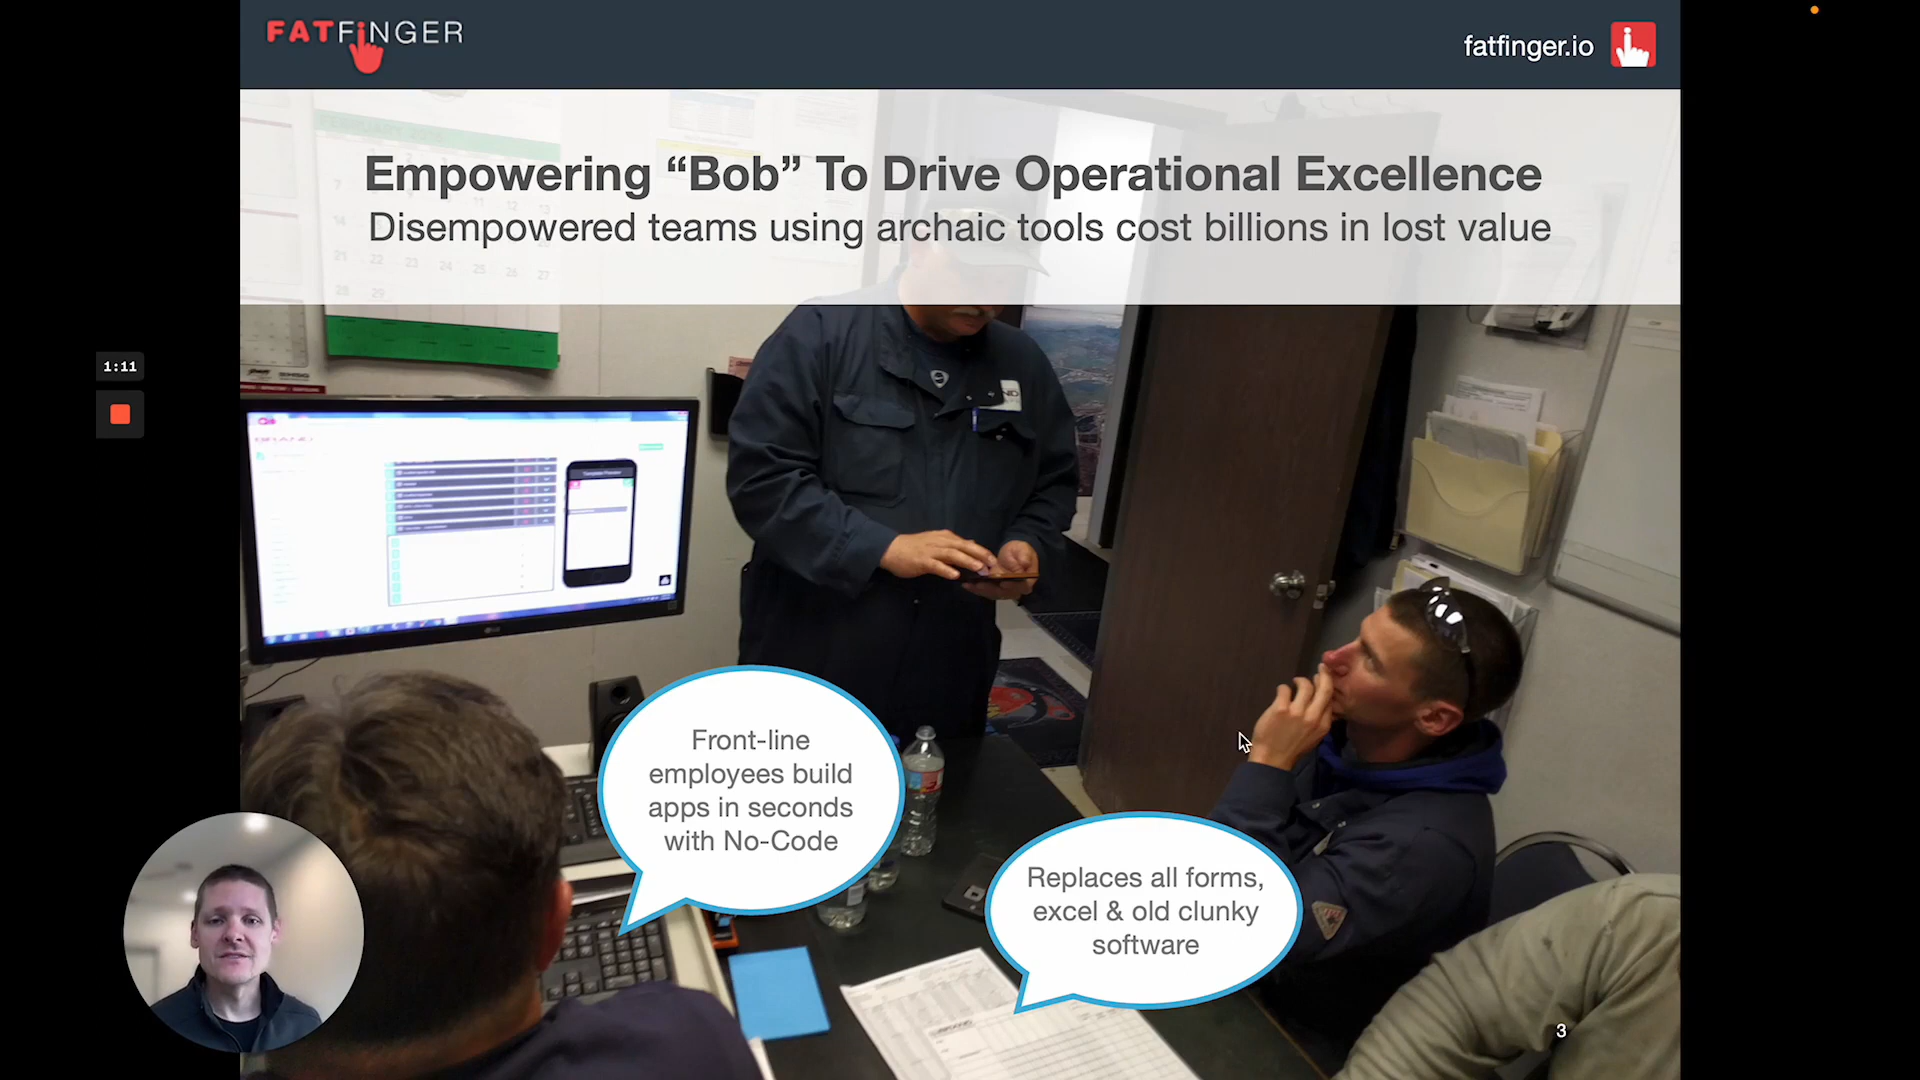 FATFiNGER
fatfinger.io
Empowering “Bob” To Drive Operational Excellence
Disempowered teams using archaic tools cost billions in lost value
1:11
Front-line
employees build
apps in seconds
with No-Code
Replaces all forms,
excel & old clunky
software
3